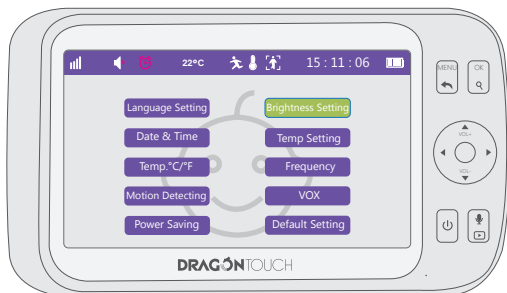 22°C 15 : 11 : 06
MENU OK
Language Setting Brightness Setting
Date & Time Temp Setting
VOL+
Temp.°C/°F Frequency
VOL-
Motion Detecting VOX
Power Saving Default Setting
DRAGONTOUCH